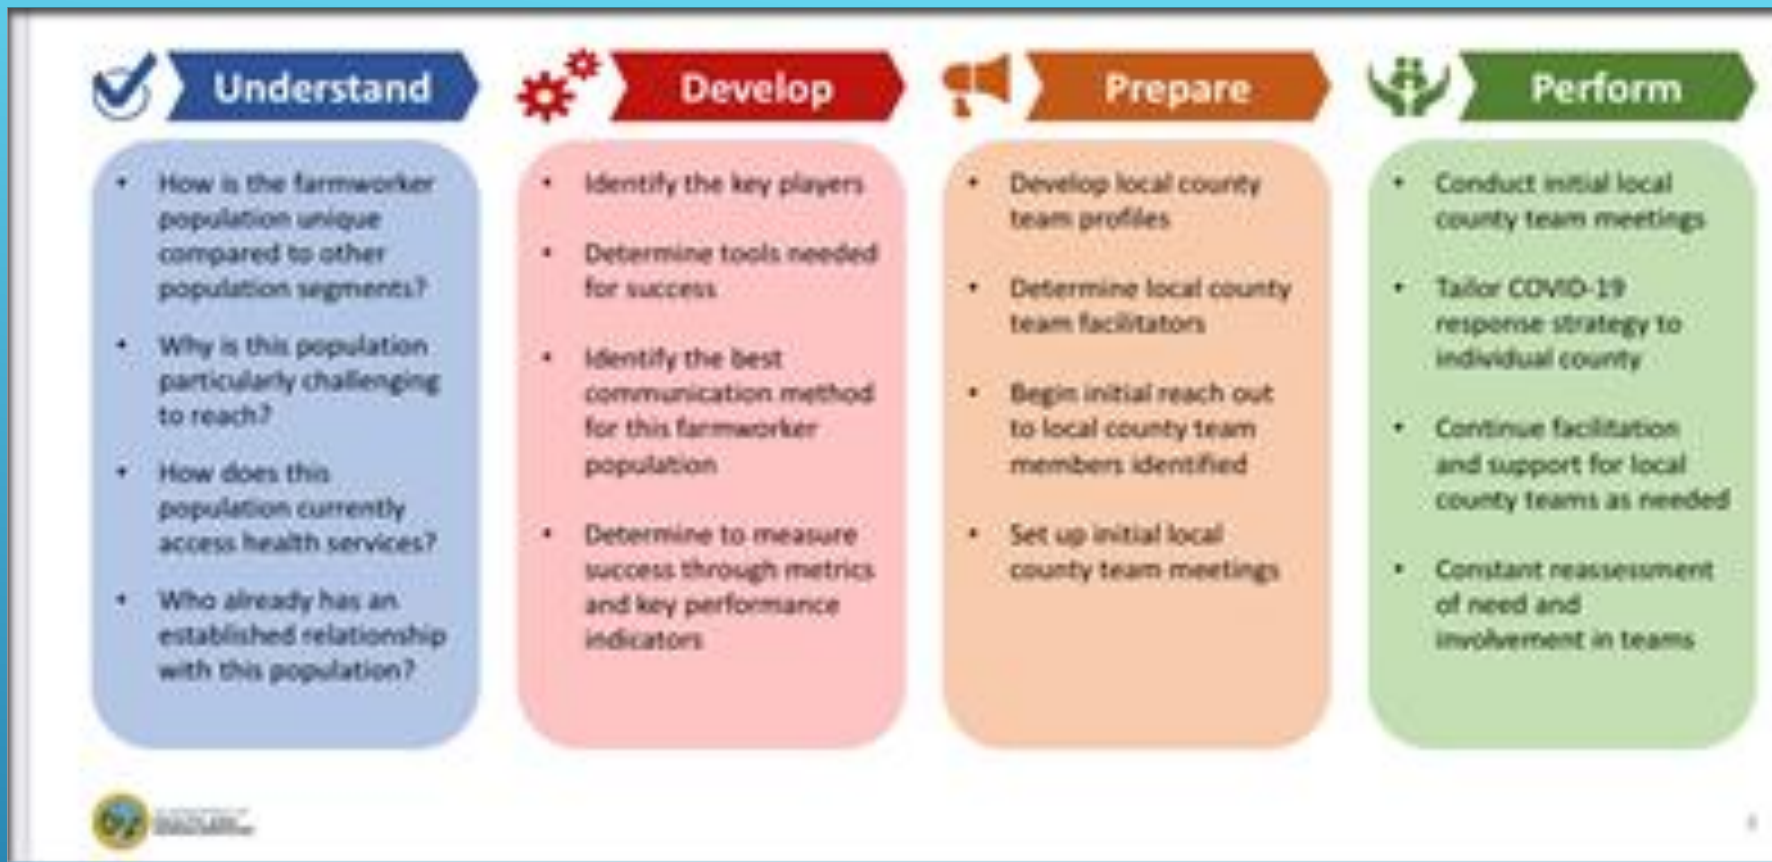 Understand
How is the farmworker
population unique
compared to other
population segments?
Why is this population
particularly challenging
to reach?
How does this
population currently
access health services?
Who already has an
established relationship
with this population?
Develop
Identify the key players
Determine tools needed
for success
Identify the best
communication method
for this farmworker
population
Determine to measure
success through metrics
and key performance
indicators
Prepare
Develop local county
team profiles
Determine local county
team facilitators
Begin initial reach out
to local county team
members identified
Set up initial local
county team meetings
Perform
Conduct initial local
county team meetings
Tailor COVID-19
response strategy to
individual county
Continue facilitation
and support for local
county teams as needed
Constant reassessment
of need and
involvement in teams